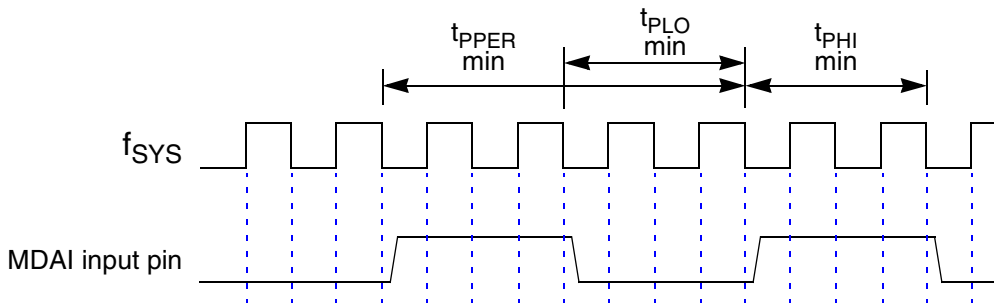 tPPER
min
tPLO
min
tPHI
min
fSYS
MDAI input pin